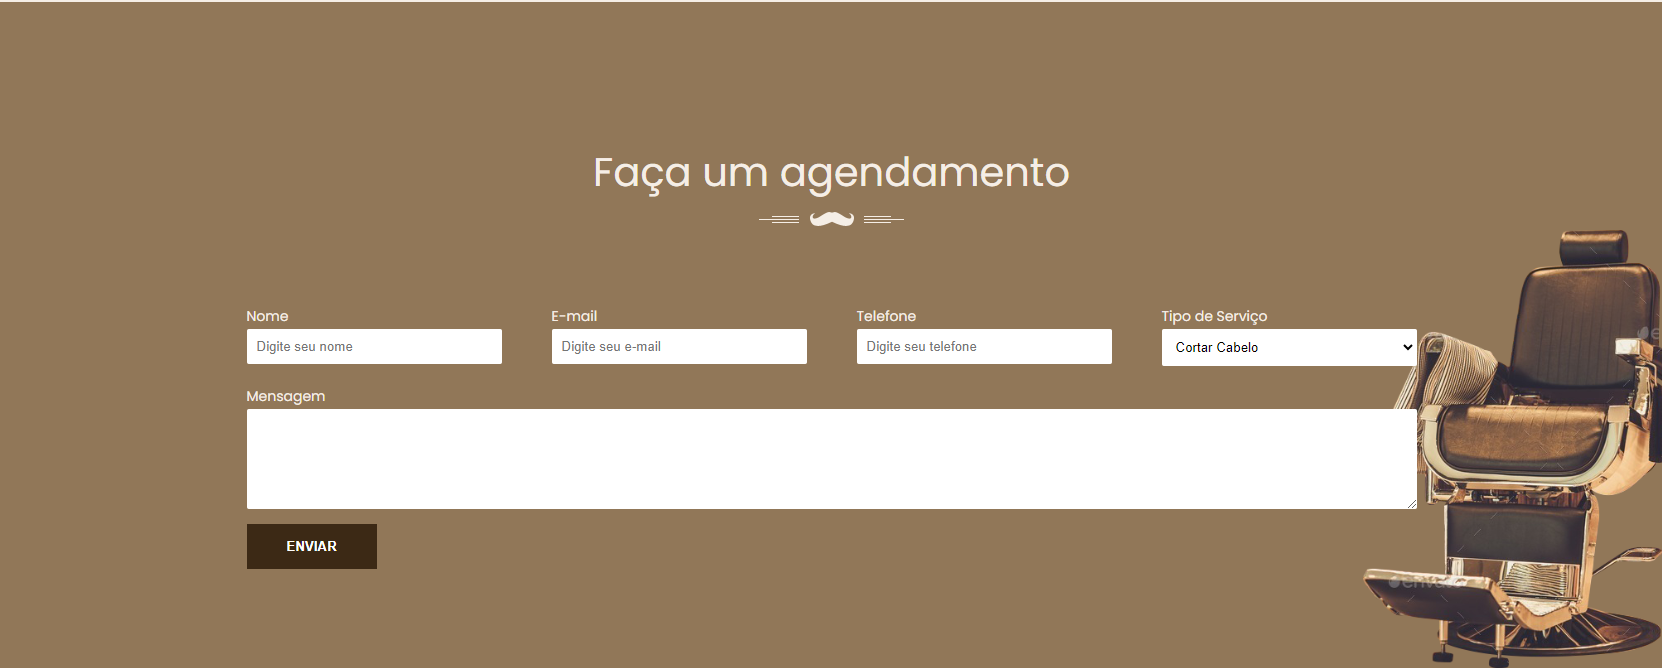 Faça um agendamento
Nome
E-mail
Telefone
Tipo de Serviço
Digite seu nome
Digite seu e-mail
Digite seu telefone
Cortar Cabelo
Mensagem
ENVIAR